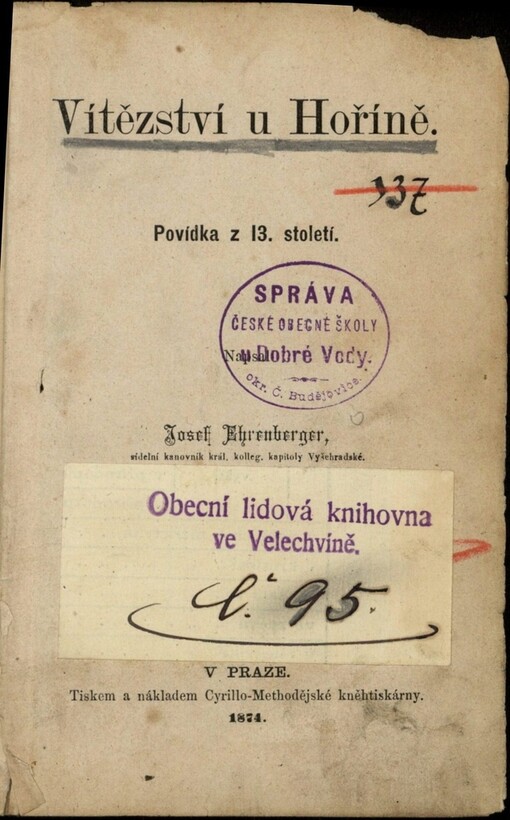 Vítězství u Hoříně.
137
Povídka z 13. století.
SPRÁVA
ČESKÉ OBECNÉ ŠKOLY
u Dobré Vody.
okr. Č. Budějovice.
Napsal
Josef Ehrenberger,
sídelní kanovník král. kolleg. kapitoly Vyšehradské.
Obecní lidová knihovna
ve Velechvíně.
č. 95.
V PRAZE.
Tiskem a nákladem Cyrillo-Methodějské kněhtiskárny.
1874.